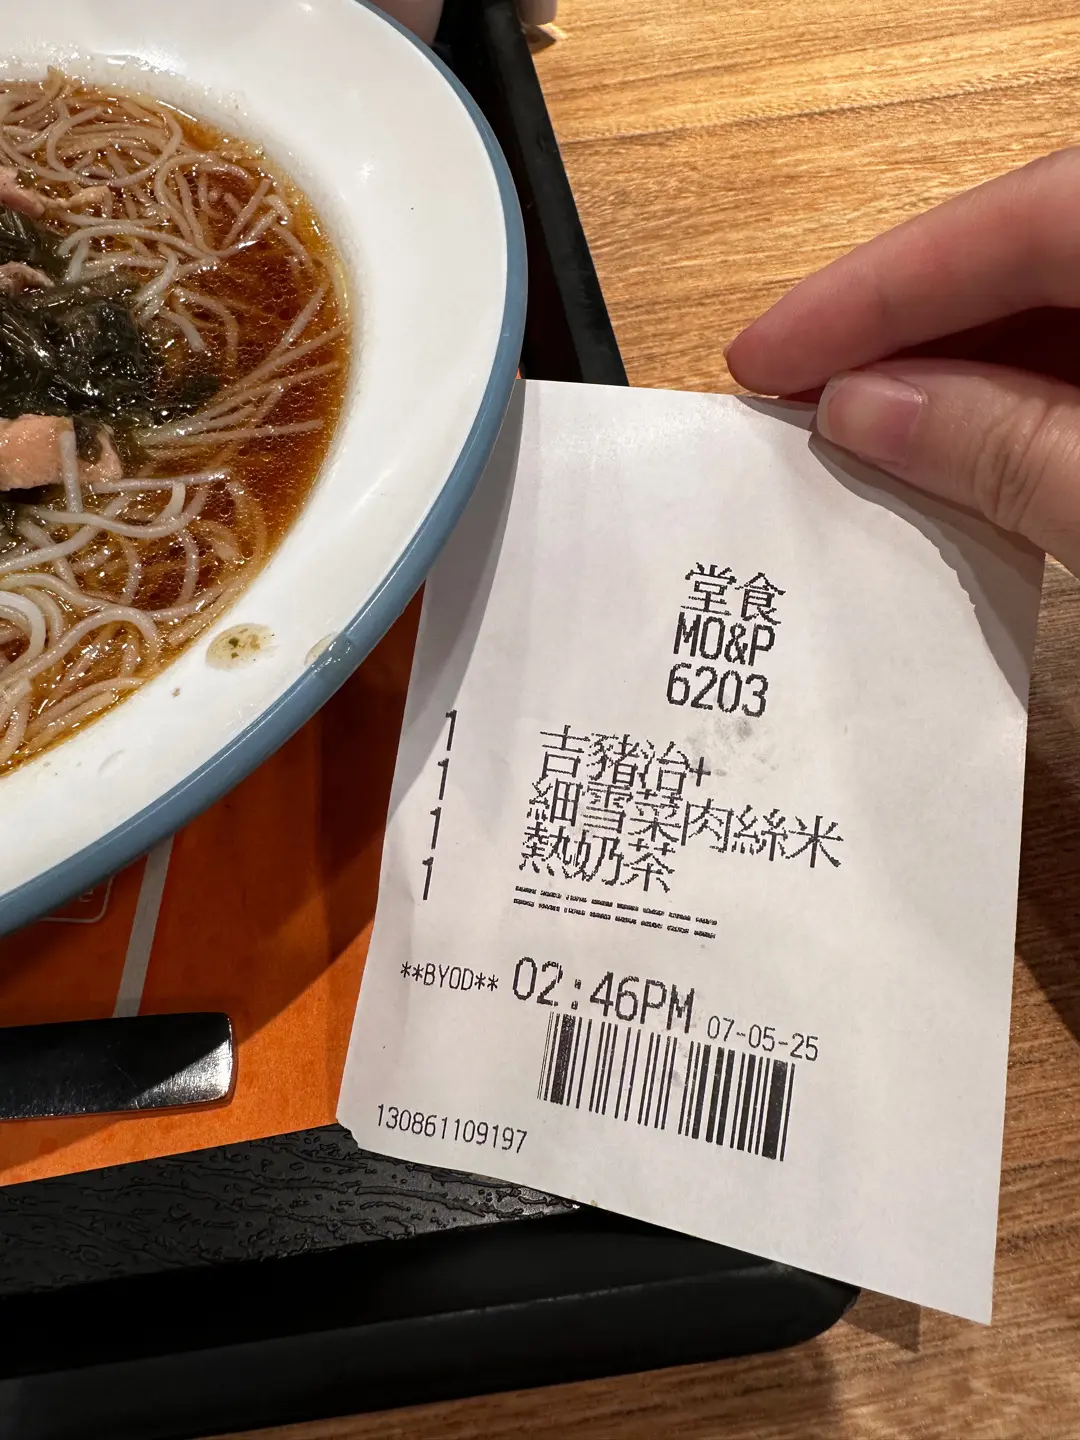 堂食
MO&P
6203
1 吉豬治+
1 細雪菜肉絲米
1 熱奶茶
1 ========
**BYOD** 02:46PM 07-05-25
130861109197